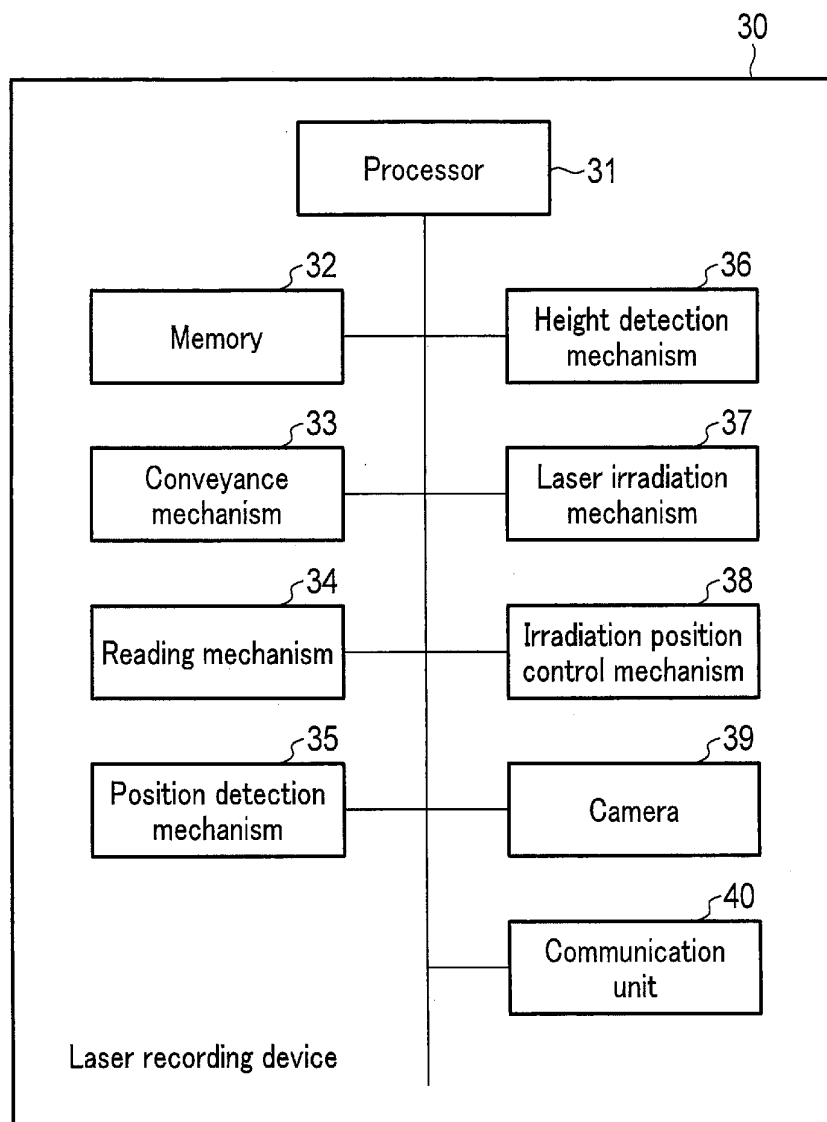 30
Processor
31
32
Memory
36
Height detection
mechanism
33
Conveyance
mechanism
37
Laser irradiation
mechanism
34
Reading mechanism
38
Irradiation position
control mechanism
35
Position detection
mechanism
39
Camera
40
Communication
unit
Laser recording device